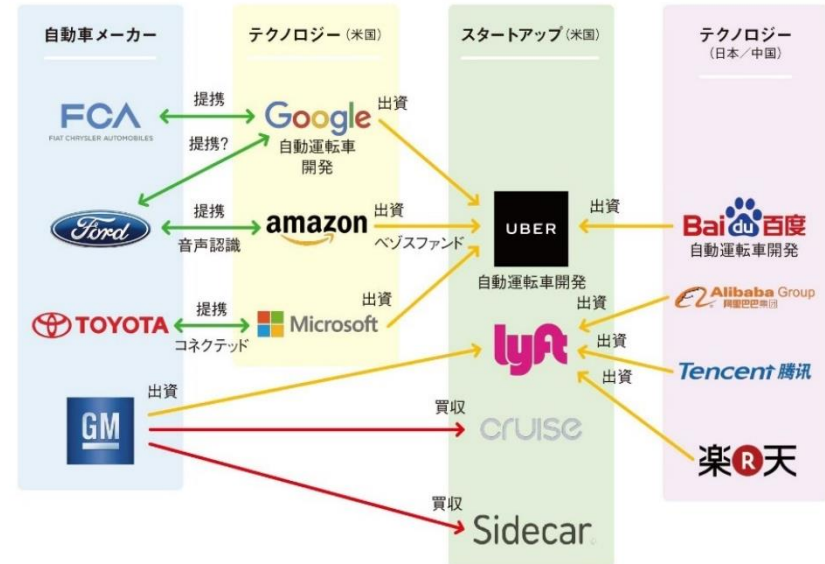 自動車メーカー
テクノロジー（米国）
スタートアップ（米国）
テクノロジー
（日本／中国）
FCA
FIAT CHRYSLER AUTOMOBILES
提携
Google
出資
自動運転車
開発
提携?
Ford
提携
音声認識
amazon
出資
ベゾスファンド
UBER
自動運転車開発
出資
Bai du 百度
自動運転車開発
TOYOTA
提携
コネクテッド
Microsoft
出資
lyft
出資
Alibaba Group
阿里巴巴集团
出資
Tencent 腾讯
出資
楽R天
GM
出資
買収
cruise
買収
Sidecar